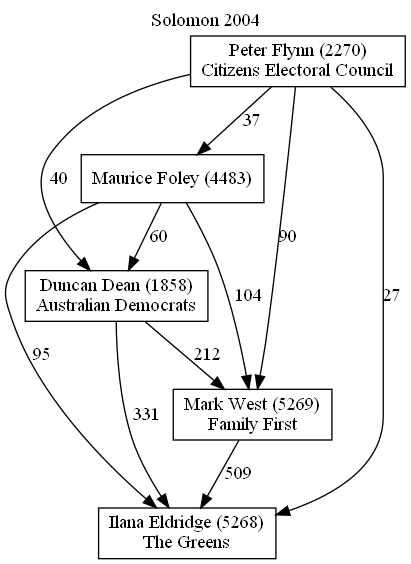 Solomon 2004
Peter Flynn (2270)
Citizens Electoral Council
37
Maurice Foley (4483)
40
60
90
Duncan Dean (1858)
Australian Democrats
104
27
95
212
331
Mark West (5269)
Family First
509
Ilana Eldridge (5268)
The Greens